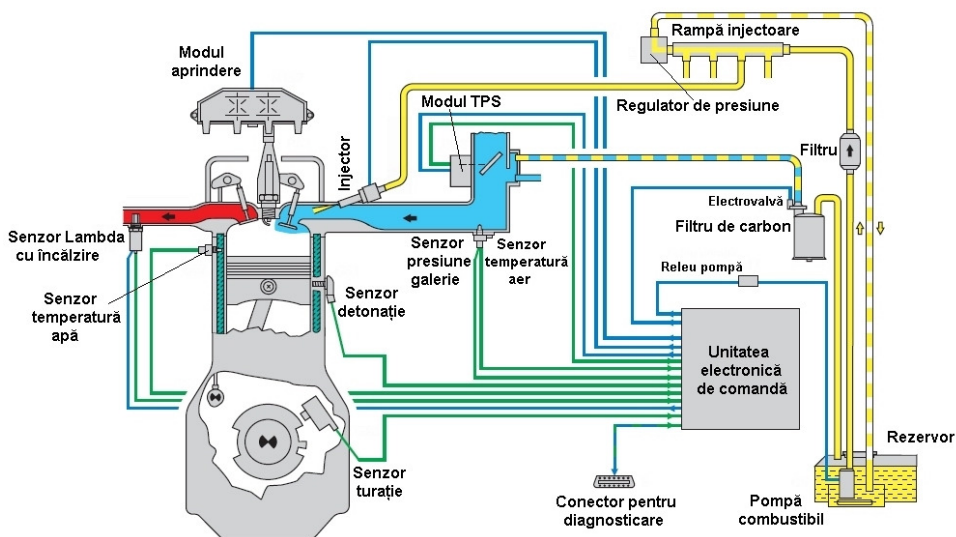 Modul
aprindere
Rampă injectoare
Modul TPS
Regulator de presiune
Injector
Filtru
Electrovalvă
Filtru de carbon
Senzor Lambda
cu încălzire
Senzor
presiune
galerie
Senzor
temperatură
aer
Releu pompă
Senzor
temperatură
apă
Senzor
detonație
Unitatea
electronică
de comandă
Senzor
turație
Conector pentru
diagnosticare
Pompă
combustibil
Rezervor